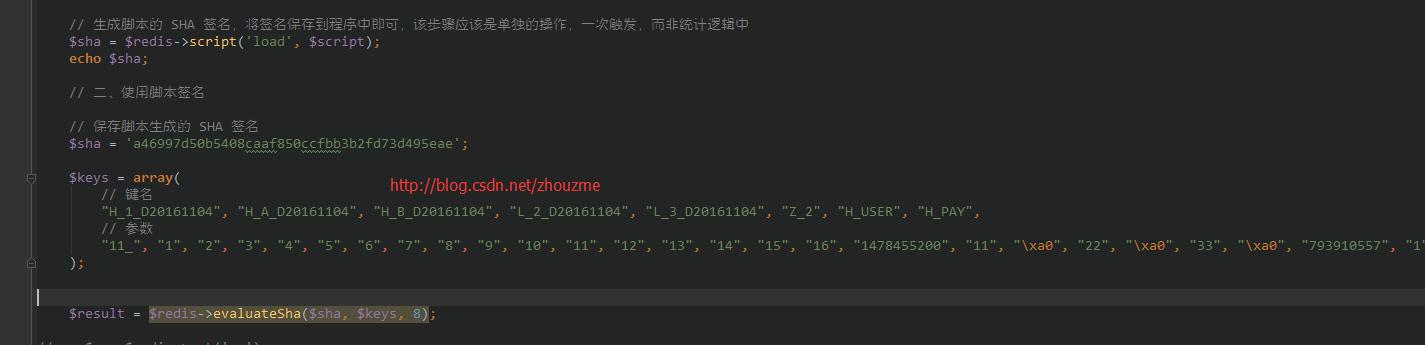 // 生成脚本的 SHA 签名，将签名保存到程序中即可，该步骤应该是单独的操作，一次触发，而非统计逻辑中
$sha = $redis->script('load', $script);
echo $sha;
// 二、使用脚本签名
// 保存脚本生成的 SHA 签名
$sha = 'a46997d50b5408caaf850ccfbb3b2fd73d495eae';
$keys = array(
http://blog.csdn.net/zhouzme
// 键名
"H_1_D20161104", "H_A_D20161104", "H_B_D20161104", "L_2_D20161104", "L_3_D20161104", "Z_2", "H_USER", "H_PAY",
// 参数
"11_", "1", "2", "3", "4", "5", "6", "7", "8", "9", "10", "11", "12", "13", "14", "15", "16", "1478455200", "11", "\xa0", "22", "\xa0", "33", "\xa0", "793910557", "1"
);
$result = $redis->evaluateSha($sha, $keys, 8);